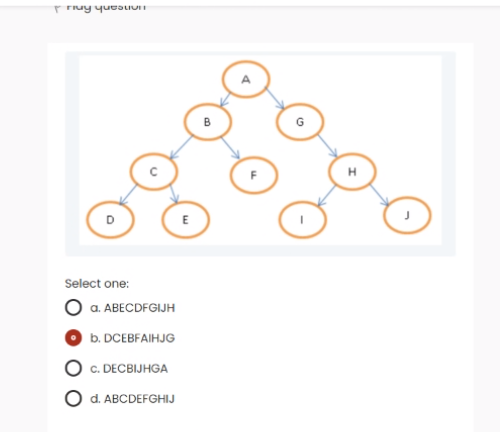 Flag question
A
B
G
C
F
H
D
E
I
J
Select one:
a. ABECDFGIJH
b. DCEBFAIHJG
c. DECBIJHGA
d. ABCDEFGHIJ